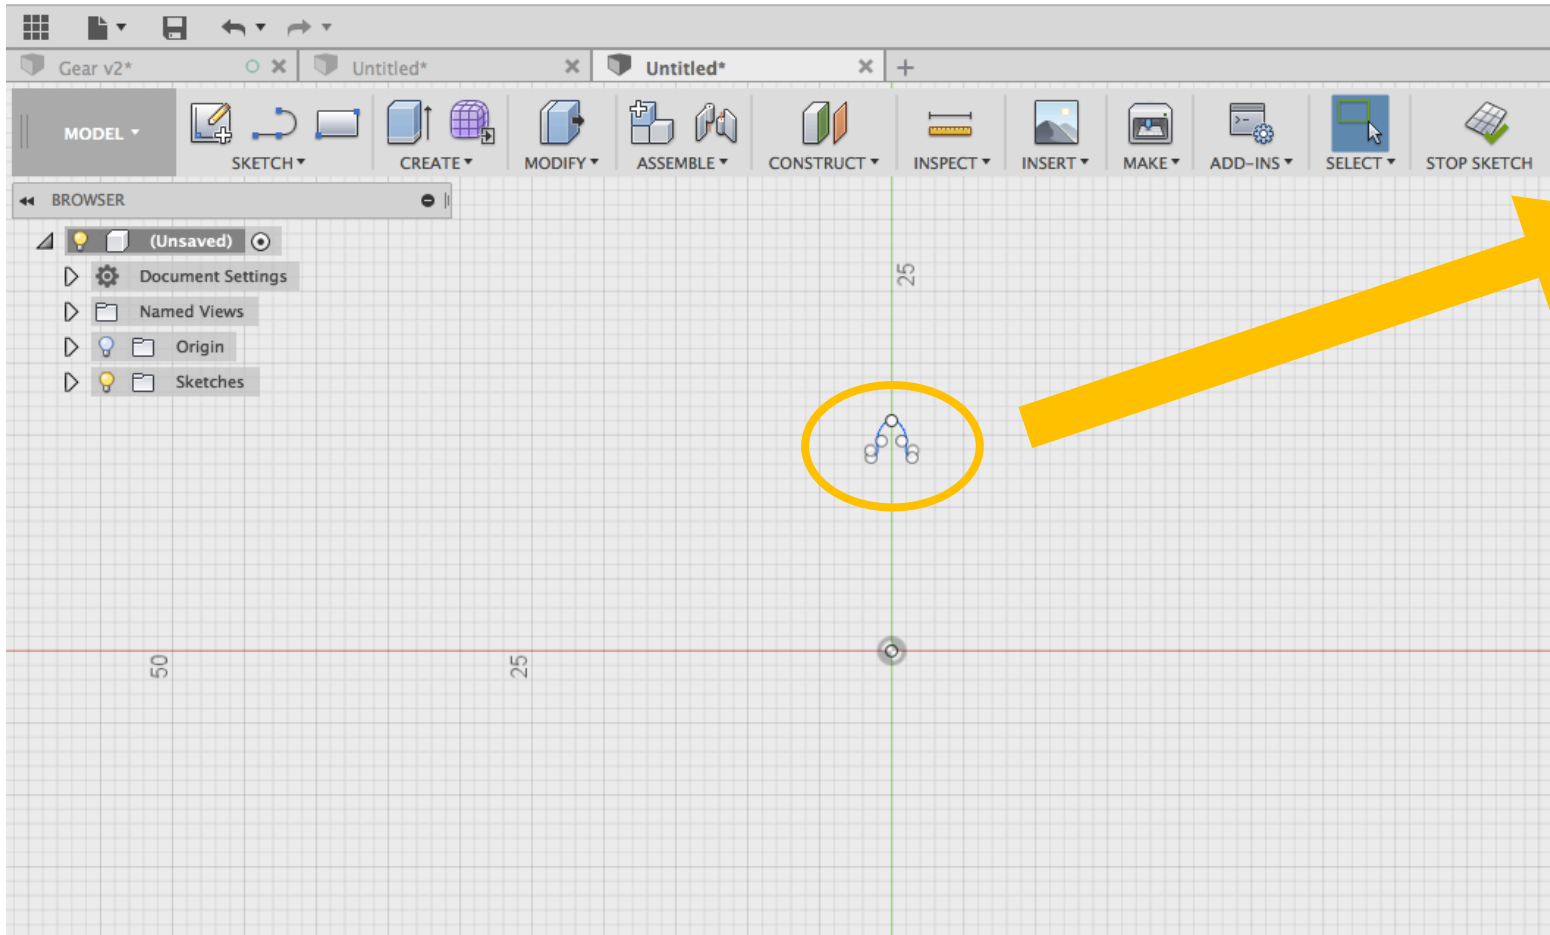 Gear v2*
Untitled*
Untitled*
MODEL
SKETCH
CREATE
MODIFY
ASSEMBLE
CONSTRUCT
INSPECT
INSERT
MAKE
ADD-INS
SELECT
STOP SKETCH
BROWSER
(Unsaved)
Document Settings
Named Views
Origin
Sketches
25
50
25